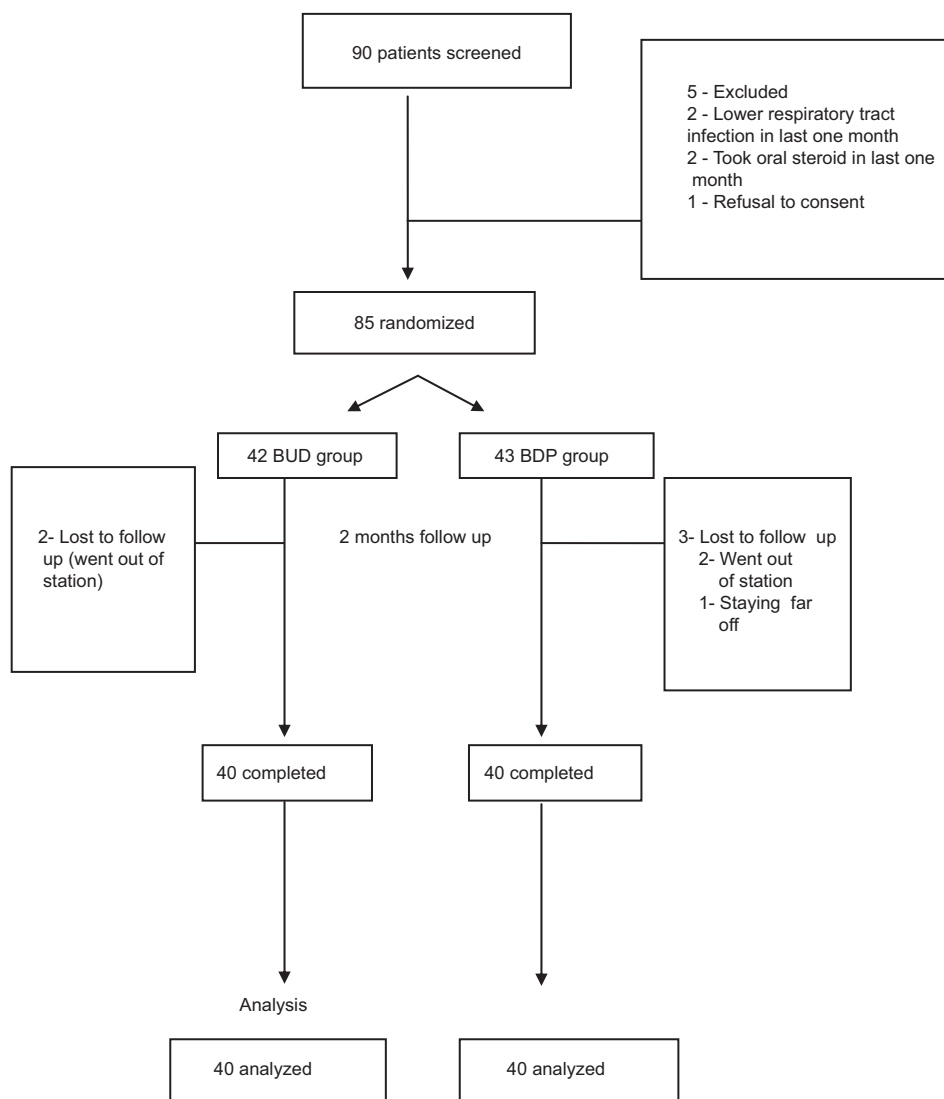 90 patients screened
5 - Excluded
2 - Lower respiratory tract
infection in last one month
2 - Took oral steroid in last one
month
1 - Refusal to consent
85 randomized
42 BUD group
43 BDP group
2- Lost to follow
up (went out of
station)
2 months follow up
3- Lost to follow up
2- Went out
of station
1- Staying far
off
40 completed
40 completed
Analysis
40 analyzed
40 analyzed